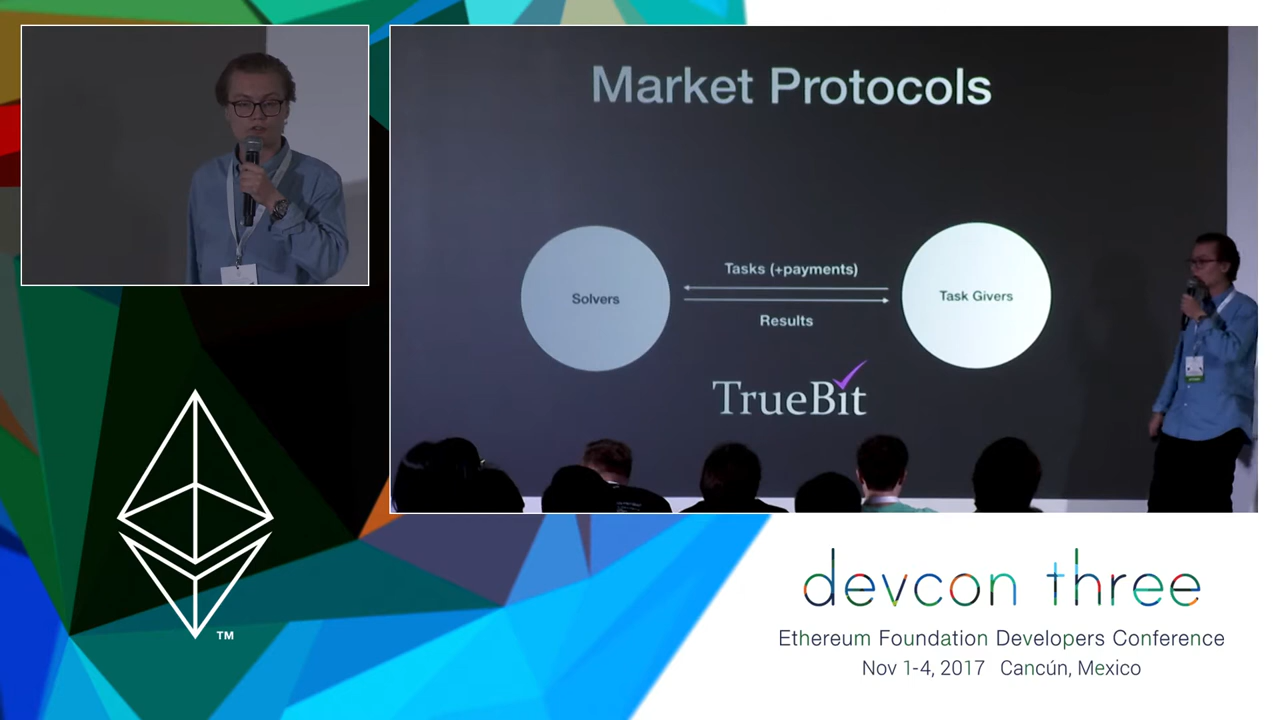 Market Protocols
Tasks (+payments)
Solvers
Task Givers
Results
TrueBit
TM
devcon three
Ethereum Foundation Developers Conference
Nov 1-4, 2017 Cancún, Mexico